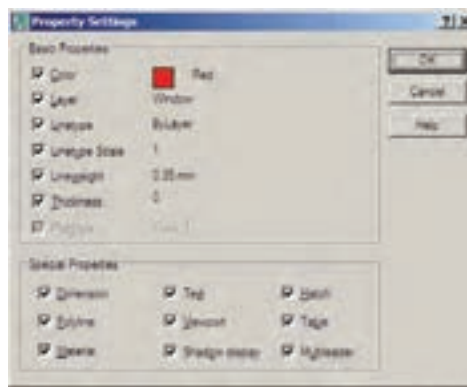 Property Settings
Basic Properties
Color Red
Layer Window
Linetype ByLayer
Linetype Scale 1
Lineweight 0.35 mm
Thickness 0
OK
Cancel
Help
Special Properties
Dimension Text Hatch
Polyline Viewport Table
Material Shadow display Multileader